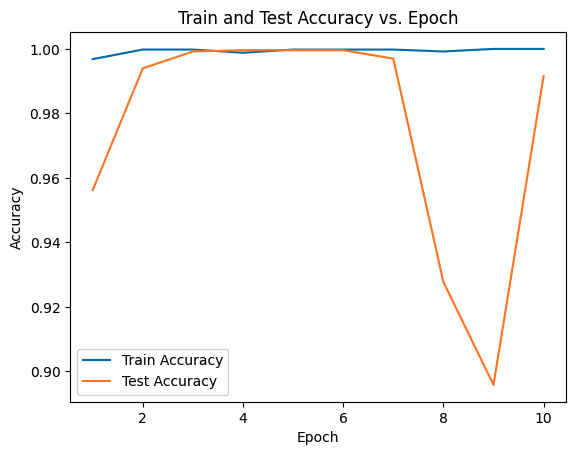 Train and Test Accuracy vs. Epoch
1.00
0.98
0.96
0.94
0.92
0.90
Accuracy
Train Accuracy
Test Accuracy
2
4
6
8
10
Epoch